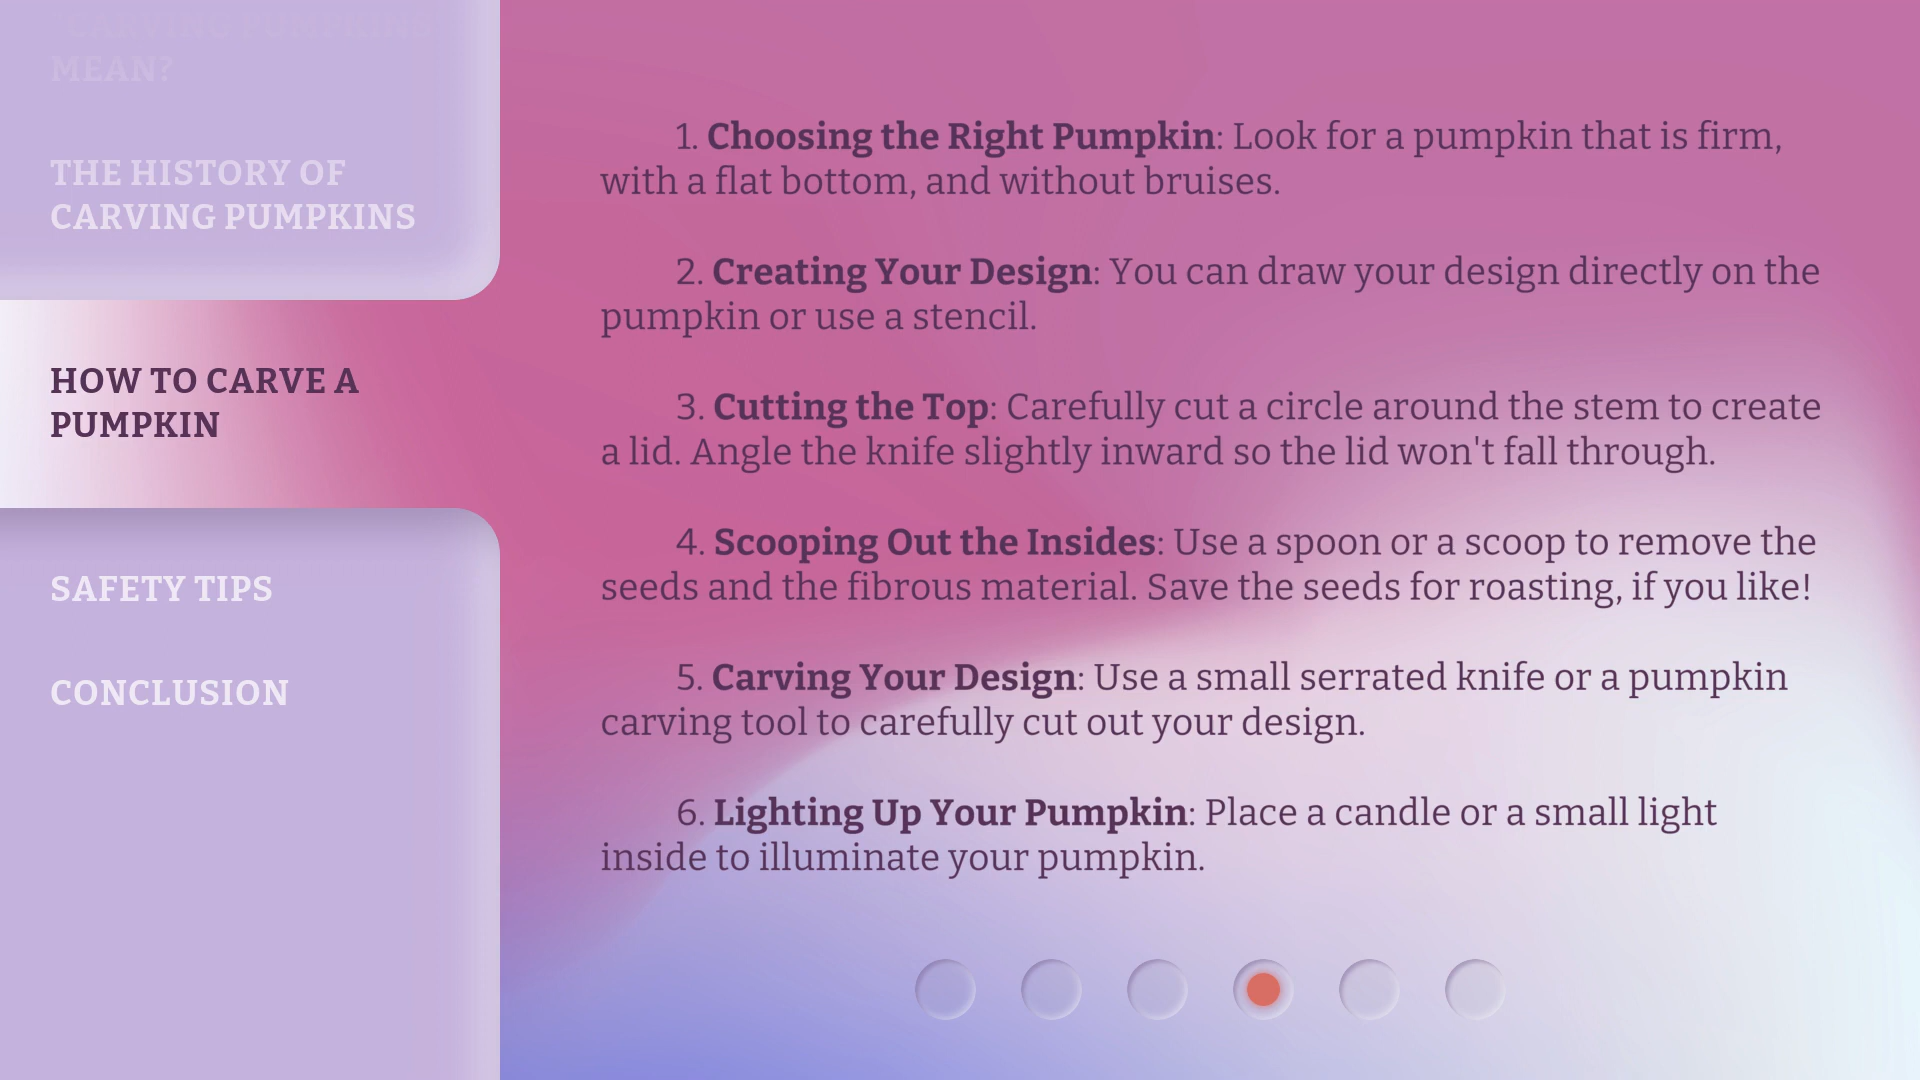 CARVING PUMPKINS
MEAN?
THE HISTORY OF
CARVING PUMPKINS
HOW TO CARVE A
PUMPKIN
SAFETY TIPS
CONCLUSION
1. Choosing the Right Pumpkin: Look for a pumpkin that is firm,
with a flat bottom, and without bruises.
2. Creating Your Design: You can draw your design directly on the
pumpkin or use a stencil.
3. Cutting the Top: Carefully cut a circle around the stem to create
a lid. Angle the knife slightly inward so the lid won't fall through.
4. Scooping Out the Insides: Use a spoon or a scoop to remove the
seeds and the fibrous material. Save the seeds for roasting, if you like!
5. Carving Your Design: Use a small serrated knife or a pumpkin
carving tool to carefully cut out your design.
6. Lighting Up Your Pumpkin: Place a candle or a small light
inside to illuminate your pumpkin.